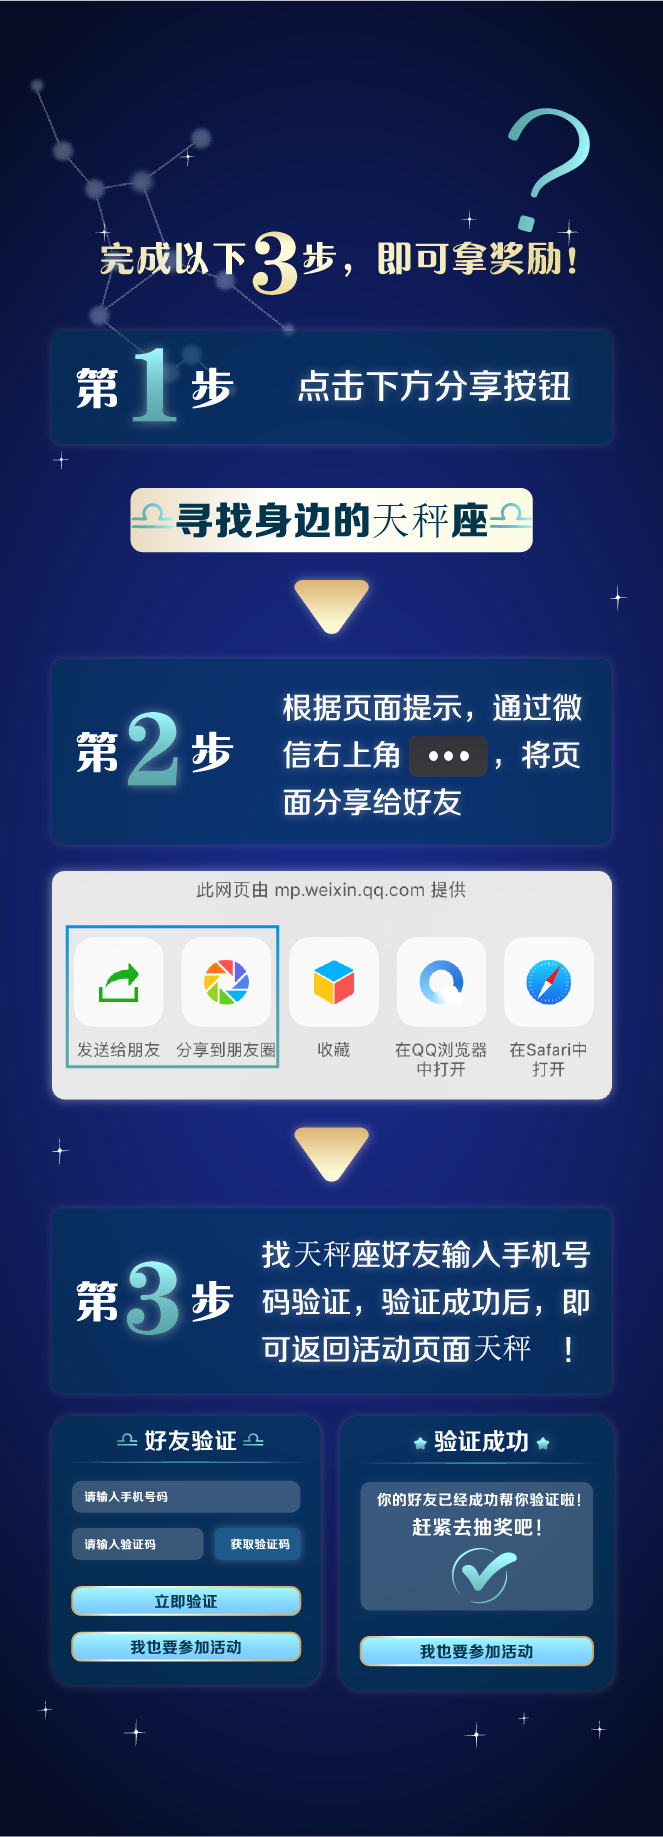 完成以下3步，即可拿奖励！
第1步
点击下方分享按钮
寻找身边的天秤座
第2步
根据页面提示，通过微
信右上角 ••• ，将页
面分享给好友
此网页由 mp.weixin.qq.com 提供
发送给朋友
分享到朋友圈
收藏
在QQ浏览器
中打开
在Safari中
打开
第3步
找天秤座好友输入手机号
码验证，验证成功后，即
可返回活动页面天秤 ！
好友验证
请输入手机号码
请输入验证码
获取验证码
立即验证
我也要参加活动
验证成功
你的好友已经成功帮你验证啦！
赶紧去抽奖吧！
我也要参加活动